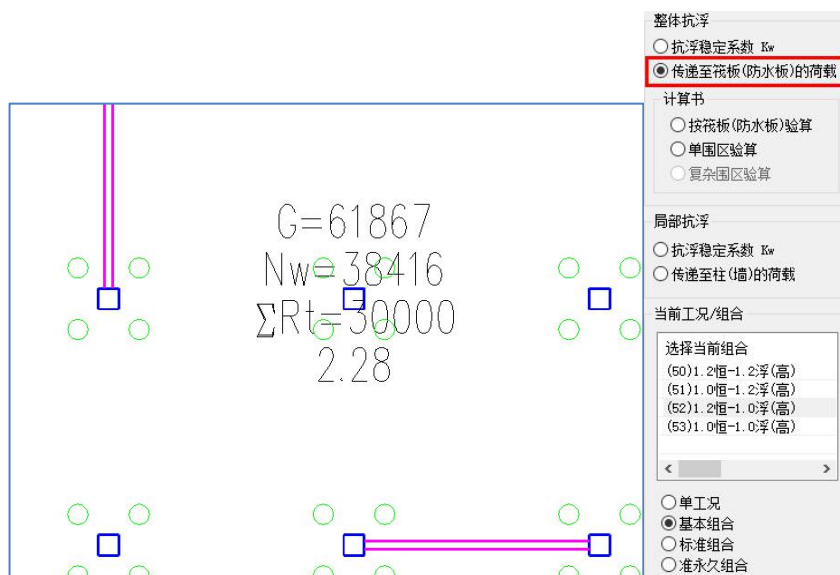 G=61867
Nw=38416
∑Rt=30000
2.28
整体抗浮
抗浮稳定系数 Kw
传递至筏板(防水板)的荷载
计算书
按筏板(防水板)验算
单围区验算
复杂围区验算
局部抗浮
抗浮稳定系数 Kw
传递至柱(墙)的荷载
当前工况/组合
选择当前组合
(50)1.2恒-1.2浮(高)
(51)1.0恒-1.2浮(高)
(52)1.2恒-1.0浮(高)
(53)1.0恒-1.0浮(高)
单工况
基本组合
标准组合
准永久组合